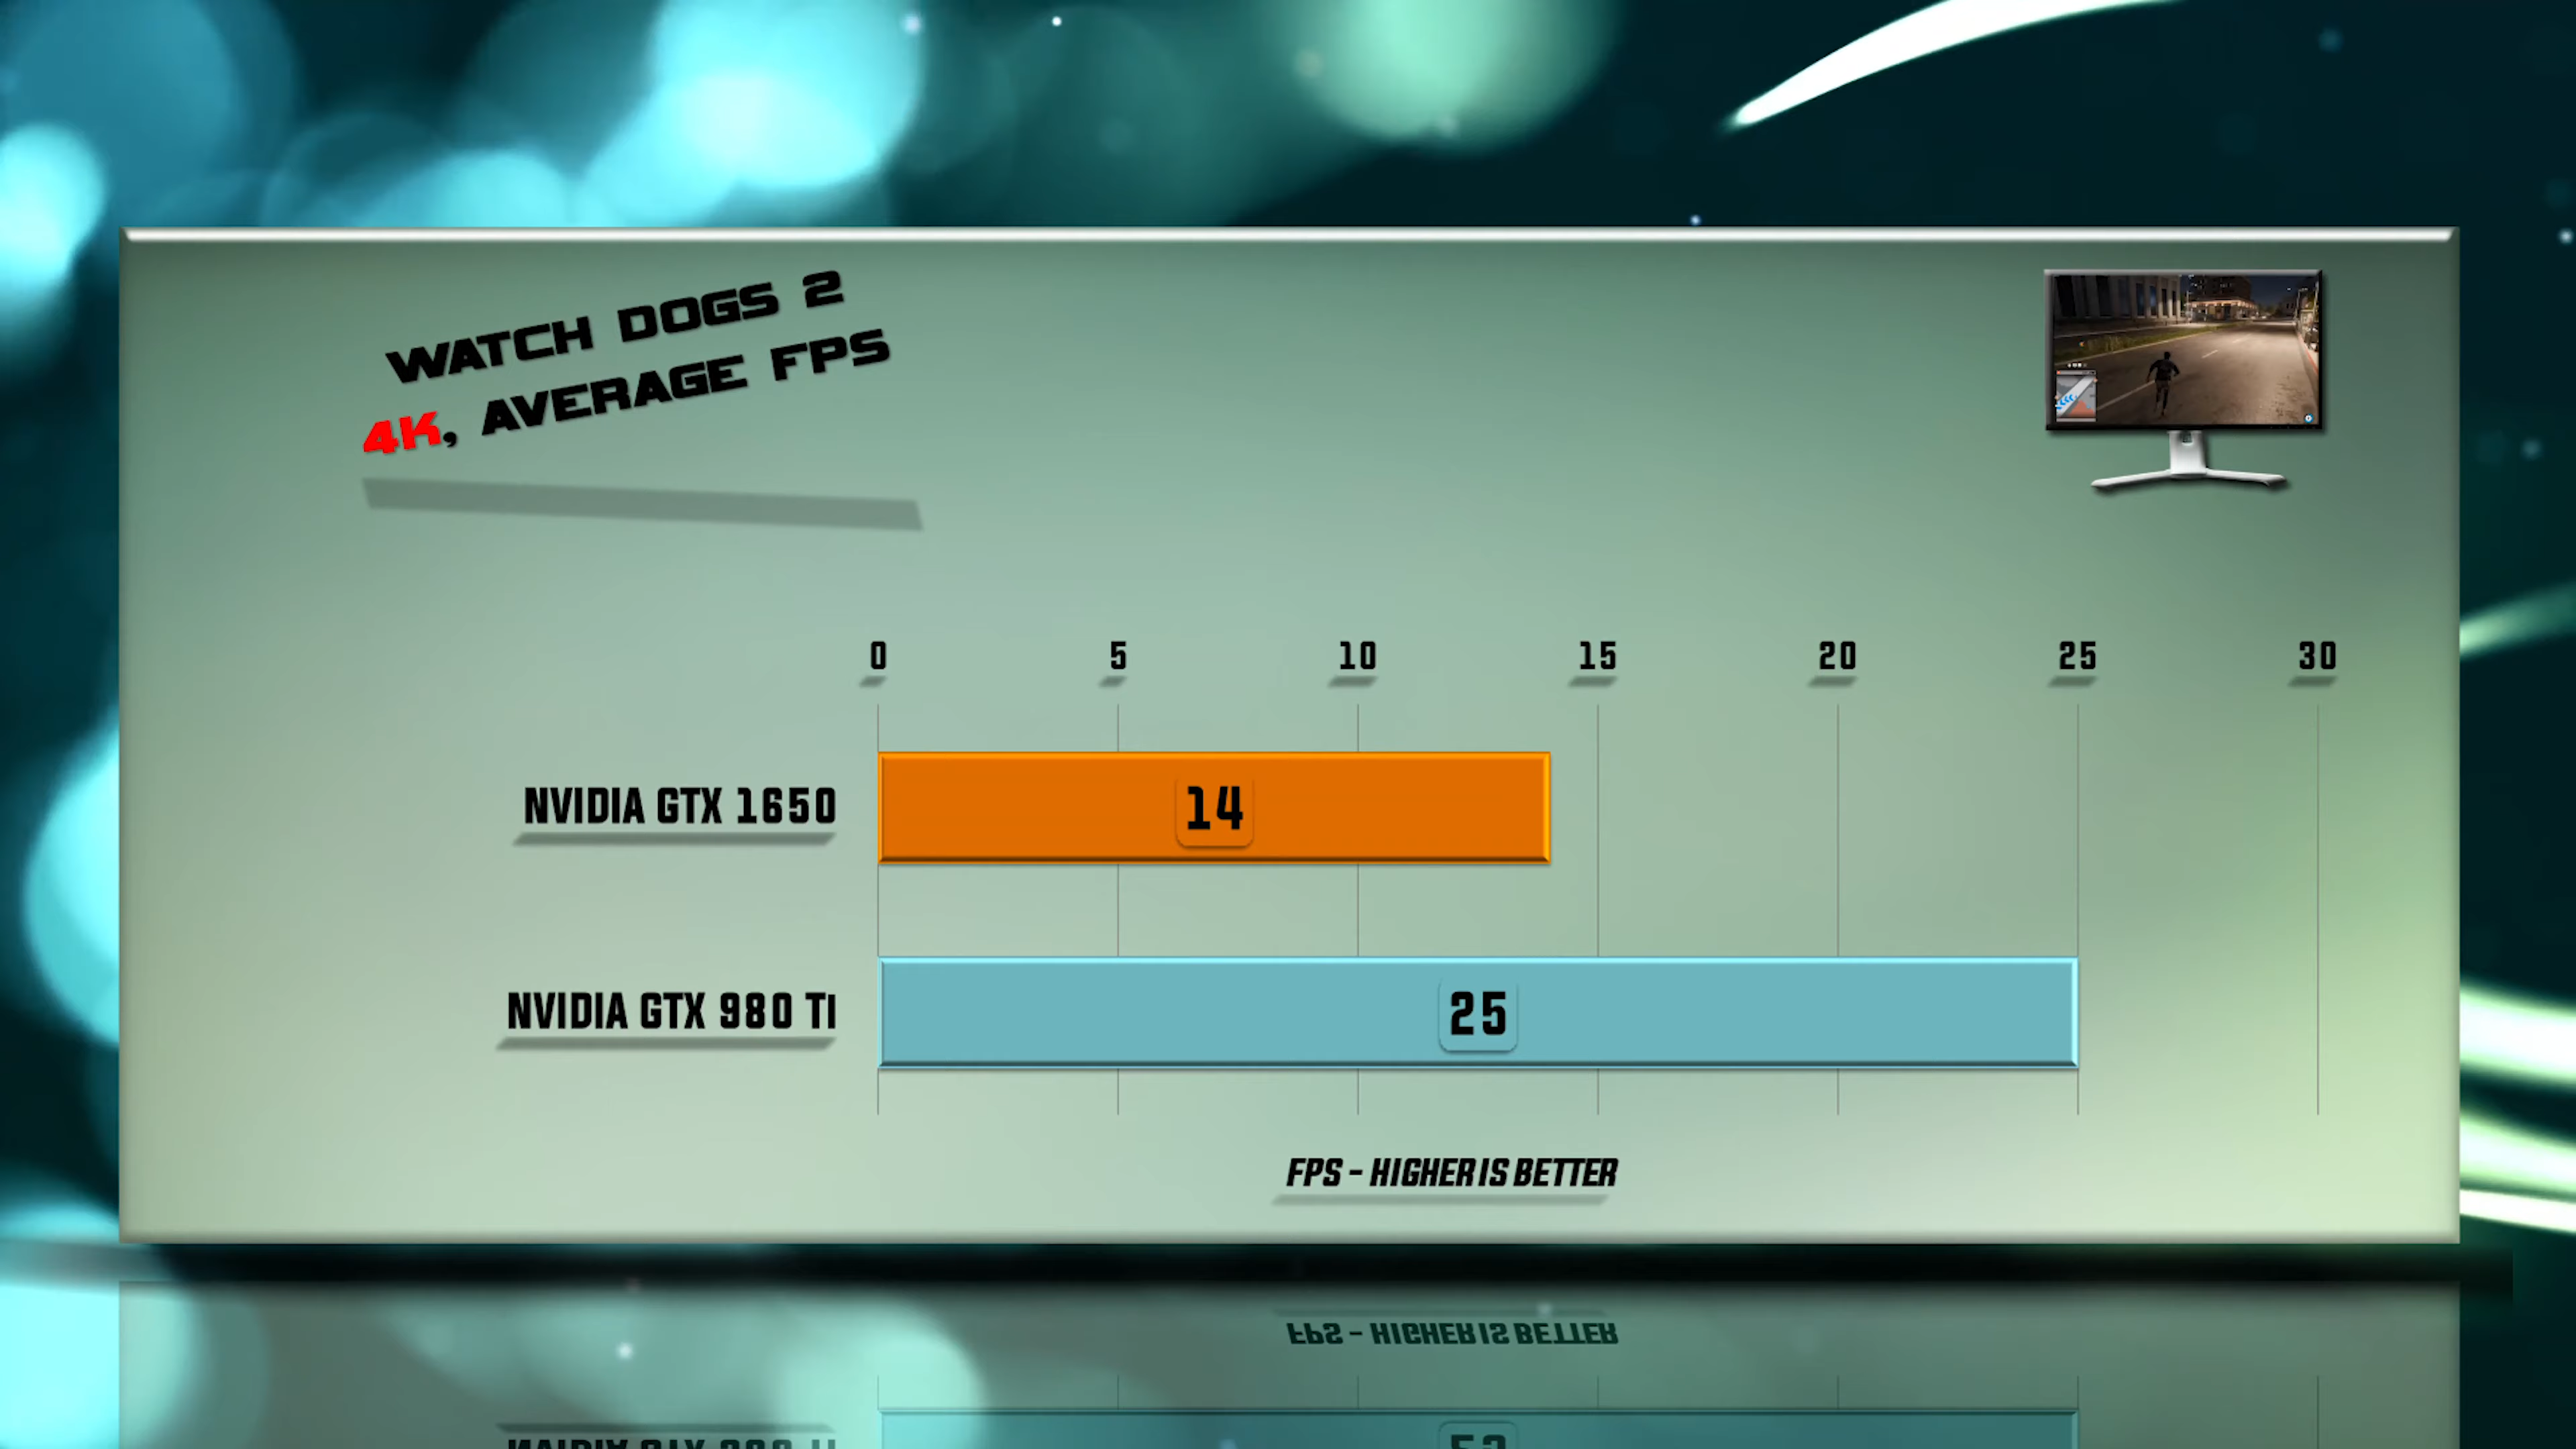 WATCH DOGS 2
4K, AVERAGE FPS
0 5 10 15 20 25 30
NVIDIA GTX 1650 14
NVIDIA GTX 980 TI 25
FPS - HIGHER IS BETTER